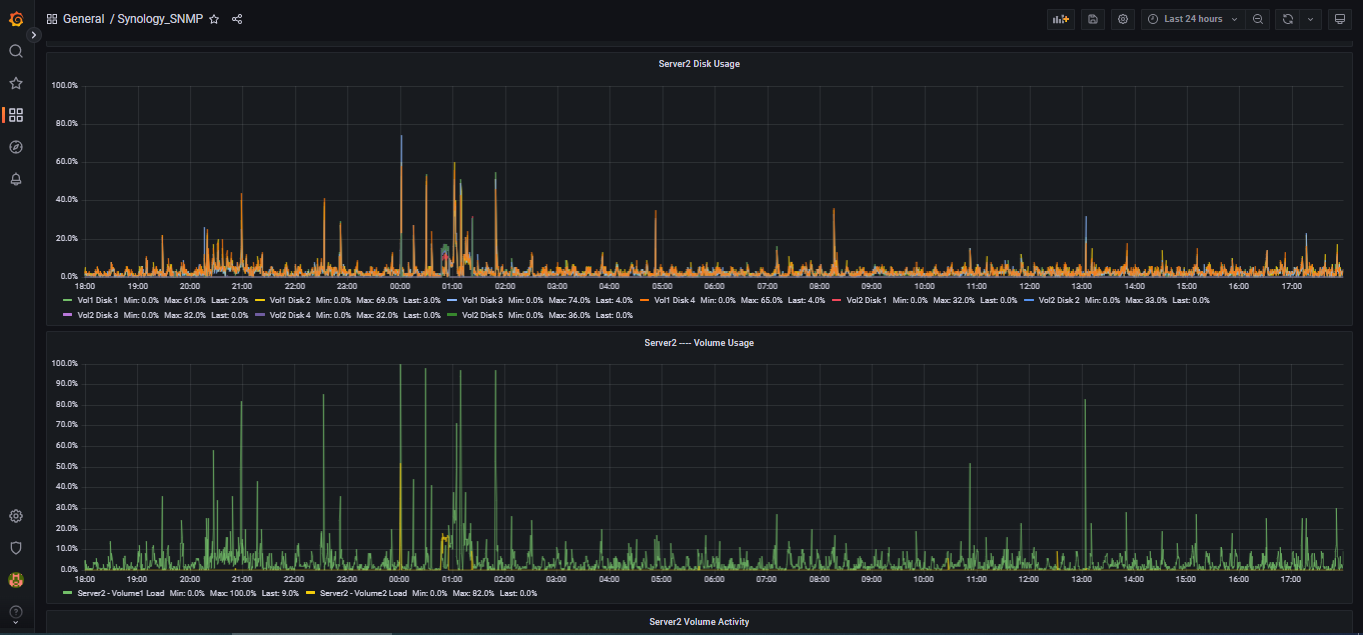 General / Synology_SNMP
Last 24 hours
Server2 Disk Usage
100.0%
80.0%
60.0%
40.0%
20.0%
0.0%
18:00 19:00 20:00 21:00 22:00 23:00 00:00 01:00 02:00 03:00 04:00 05:00 06:00 07:00 08:00 09:00 10:00 11:00 12:00 13:00 14:00 15:00 16:00 17:00
Vol1 Disk 1 Min: 0.0% Max: 61.0% Last: 2.0% Vol1 Disk 2 Min: 0.0% Max: 69.0% Last: 3.0% Vol1 Disk 3 Min: 0.0% Max: 74.0% Last: 4.0% Vol1 Disk 4 Min: 0.0% Max: 65.0% Last: 4.0% Vol2 Disk 1 Min: 0.0% Max: 32.0% Last: 0.0% Vol2 Disk 2 Min: 0.0% Max: 33.0% Last: 0.0%
Vol2 Disk 3 Min: 0.0% Max: 32.0% Last: 0.0% Vol2 Disk 4 Min: 0.0% Max: 32.0% Last: 0.0% Vol2 Disk 5 Min: 0.0% Max: 36.0% Last: 0.0%
Server2 ---- Volume Usage
100.0%
90.0%
80.0%
70.0%
60.0%
50.0%
40.0%
30.0%
20.0%
10.0%
0.0%
18:00 19:00 20:00 21:00 22:00 23:00 00:00 01:00 02:00 03:00 04:00 05:00 06:00 07:00 08:00 09:00 10:00 11:00 12:00 13:00 14:00 15:00 16:00 17:00
Server2 - Volume1 Load Min: 0.0% Max: 100.0% Last: 9.0% Server2 - Volume2 Load Min: 0.0% Max: 82.0% Last: 0.0%
Server2 Volume Activity